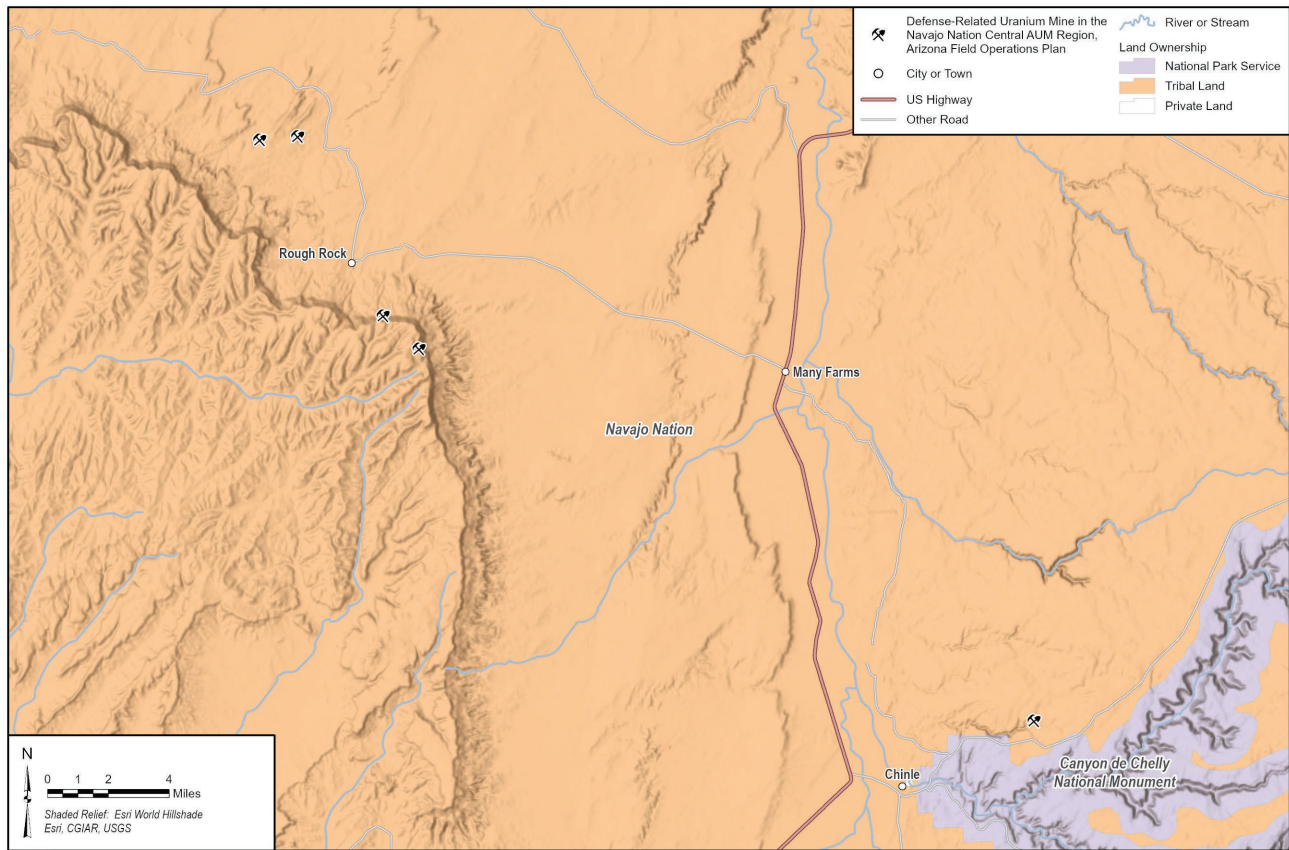 Defense-Related Uranium Mine in the
Navajo Nation Central AUM Region,
Arizona Field Operations Plan
City or Town
US Highway
Other Road
River or Stream
Land Ownership
National Park Service
Tribal Land
Private Land
Rough Rock
Many Farms
Navajo Nation
Canyon de Chelly
National Monument
Chinle
N
0 1 2 4
Miles
Shaded Relief: Esri World Hillshade
Esri, CGIAR, USGS